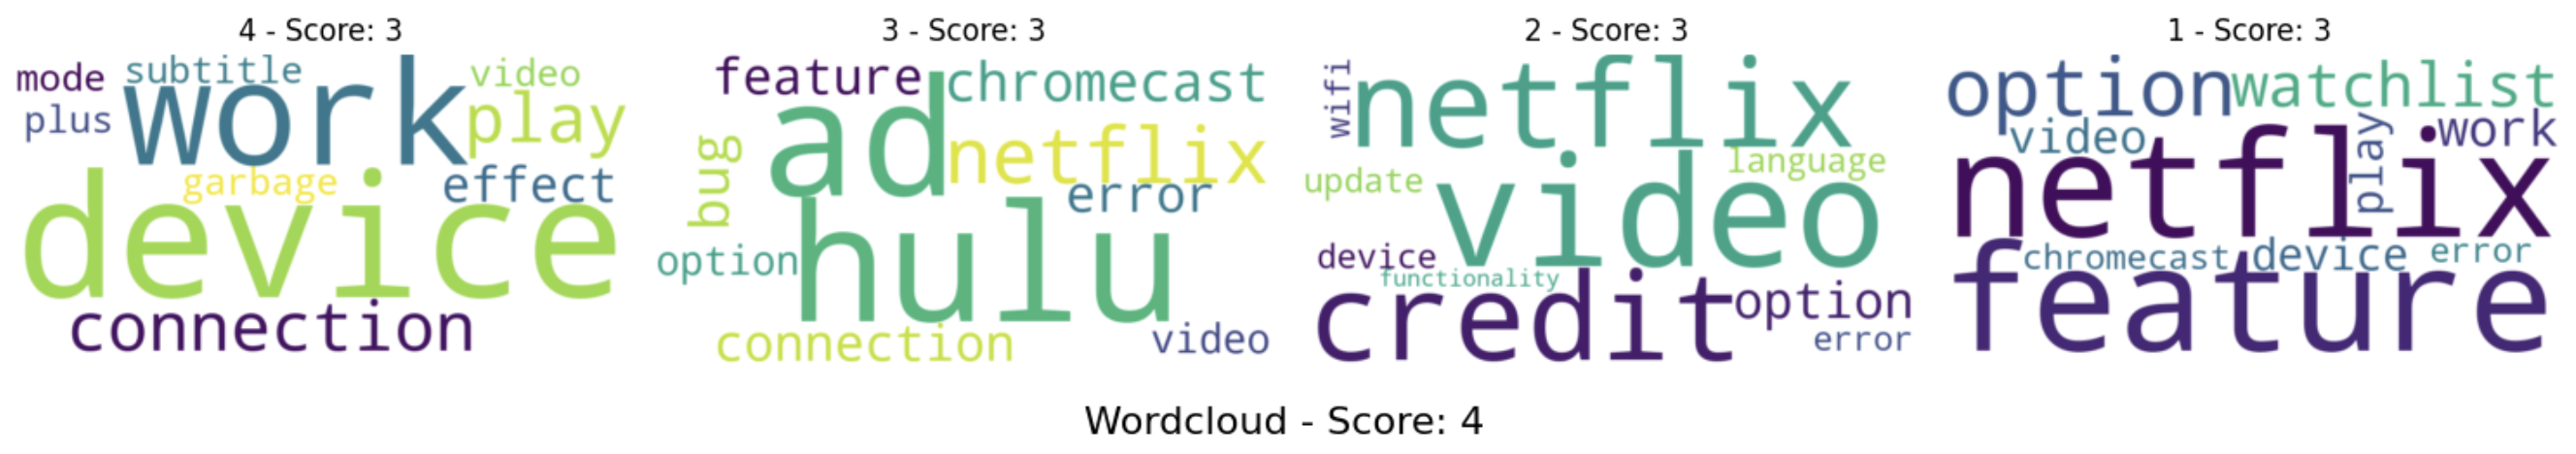 4 - Score: 3
mode
subtitle
video
plus
work
play
garbage
effect
device
connection
3 - Score: 3
feature
chromecast
ad
bug
netflix
error
option
hulu
connection
video
2 - Score: 3
wifi
netflix
language
update
video
device
functionality
credit
option
error
1 - Score: 3
option
watchlist
video
work
play
netflix
chromecast
device
error
feature
Wordcloud - Score: 4